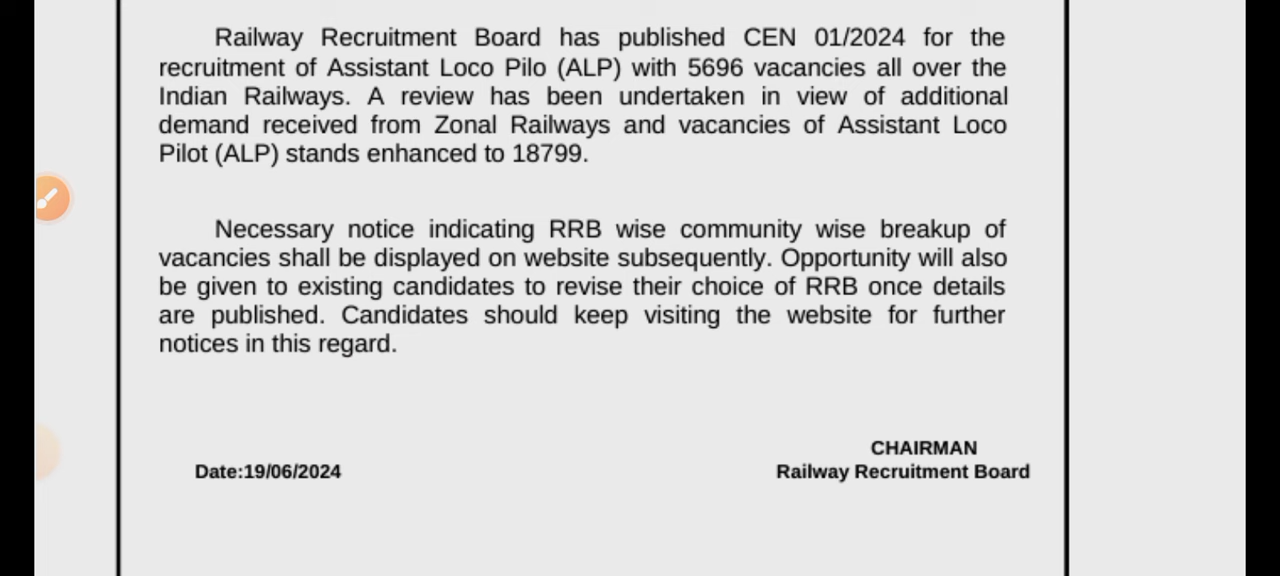 Railway Recruitment Board has published CEN 01/2024 for the
recruitment of Assistant Loco Pilo (ALP) with 5696 vacancies all over the
Indian Railways. A review has been undertaken in view of additional
demand received from Zonal Railways and vacancies of Assistant Loco
Pilot (ALP) stands enhanced to 18799.
Necessary notice indicating RRB wise community wise breakup of
vacancies shall be displayed on website subsequently. Opportunity will also
be given to existing candidates to revise their choice of RRB once details
are published. Candidates should keep visiting the website for further
notices in this regard.
CHAIRMAN
Date:19/06/2024 Railway Recruitment Board